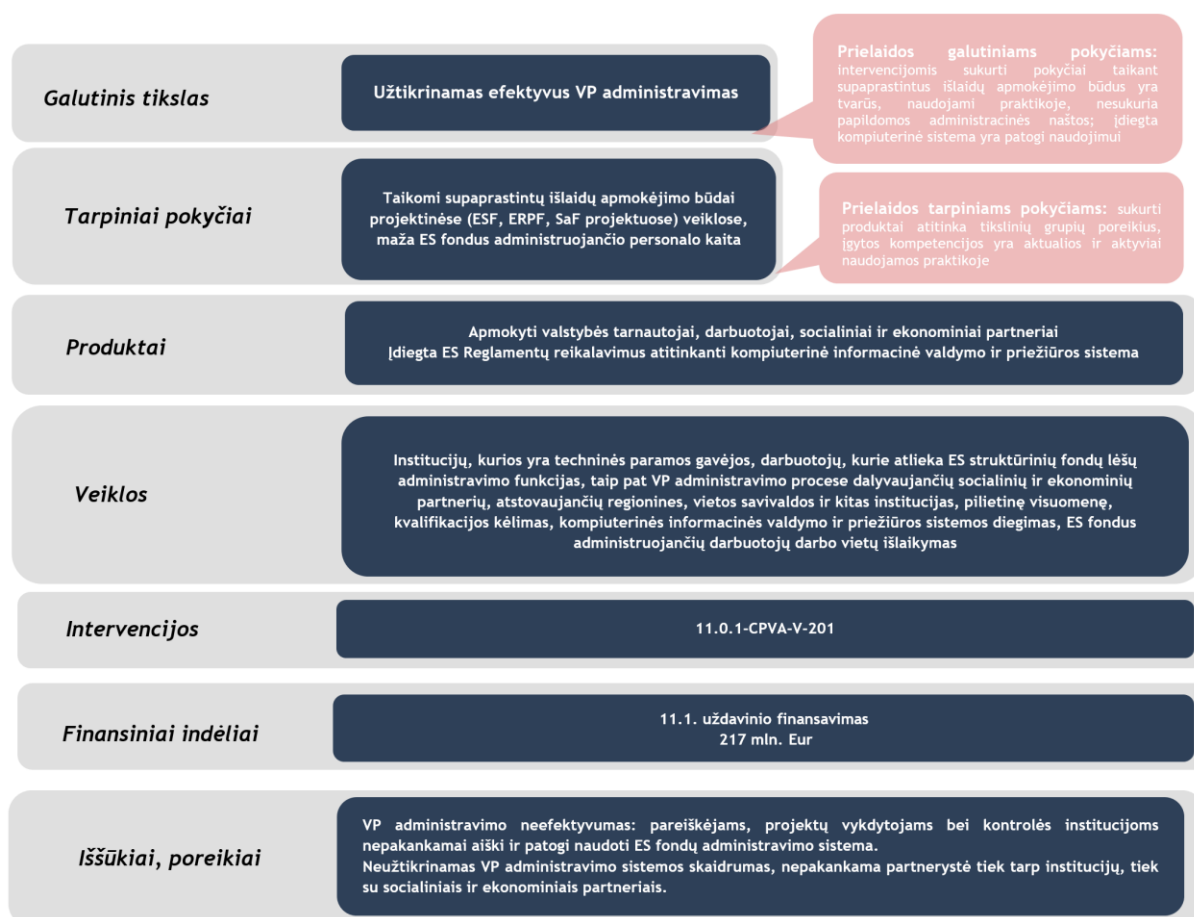 Galutinis tikslas
Užtikrinamas efektyvus VP administravimas
Prielaidos galutiniams pokyčiams:
intervencijomis sukurti pokyčiai taikant
supaprastintus išlaidų apmokėjimo būdus yra
tvarūs, naudojami praktikoje, nesukuria
papildomos administracinės naštos; įdiegta
kompiuterinė sistema yra patogi naudojimui
Tarpiniai pokyčiai
Taikomi supaprastintų išlaidų apmokėjimo būdai
projektinėse (ESF, ERPF, SaF projektuose) veiklose,
maža ES fondus administruojančio personalo kaita
Prielaidos tarpiniams pokyčiams: sukurti
produktai atitinka tikslinių grupių poreikius,
įgytos kompetencijos yra aktualios ir aktyviai
naudojamos praktikoje
Produktai
Apmokyti valstybės tarnautojai, darbuotojai, socialiniai ir ekonominiai partneriai
Įdiegta ES Reglamentų reikalavimus atitinkanti kompiuterinė informacinė valdymo ir priežiūros sistema
Veiklos
Institucijų, kurios yra techninės paramos gavėjos, darbuotojų, kurie atlieka ES struktūrinių fondų lėšų
administravimo funkcijas, taip pat VP administravimo procese dalyvaujančių socialinių ir ekonominių
partnerių, atstovaujančių regionines, vietos savivaldos ir kitas institucijas, pilietinę visuomenę,
kvalifikacijos kėlimas, kompiuterinės informacinės valdymo ir priežiūros sistemos diegimas, ES fondus
administruojančių darbuotojų darbo vietų išlaikymas
Intervencijos
11.0.1-CPVA-V-201
Finansiniai indėliai
11.1. uždavinio finansavimas
217 mln. Eur
Iššūkiai, poreikiai
VP administravimo neefektyvumas: pareiškėjams, projektų vykdytojams bei kontrolės institucijoms
nepakankamai aiški ir patogi naudoti ES fondų administravimo sistema.
Neužtikrinamas VP administravimo sistemos skaidrumas, nepakankama partnerystė tiek tarp institucijų, tiek
su socialiniais ir ekonominiais partneriais.